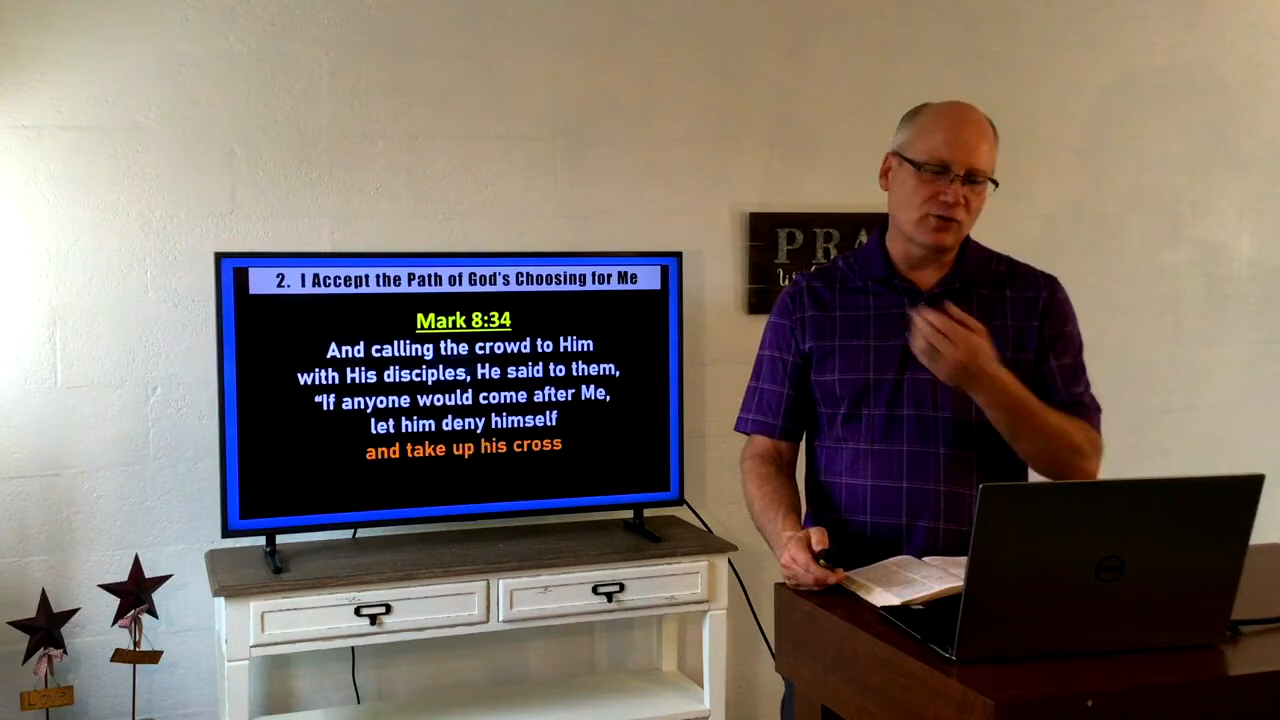 2. I Accept the Path of God's Choosing for Me
Mark 8:34
And calling the crowd to Him
with His disciples, He said to them,
“If anyone would come after Me,
let him deny himself
and take up his cross
PRA
Love
DELL